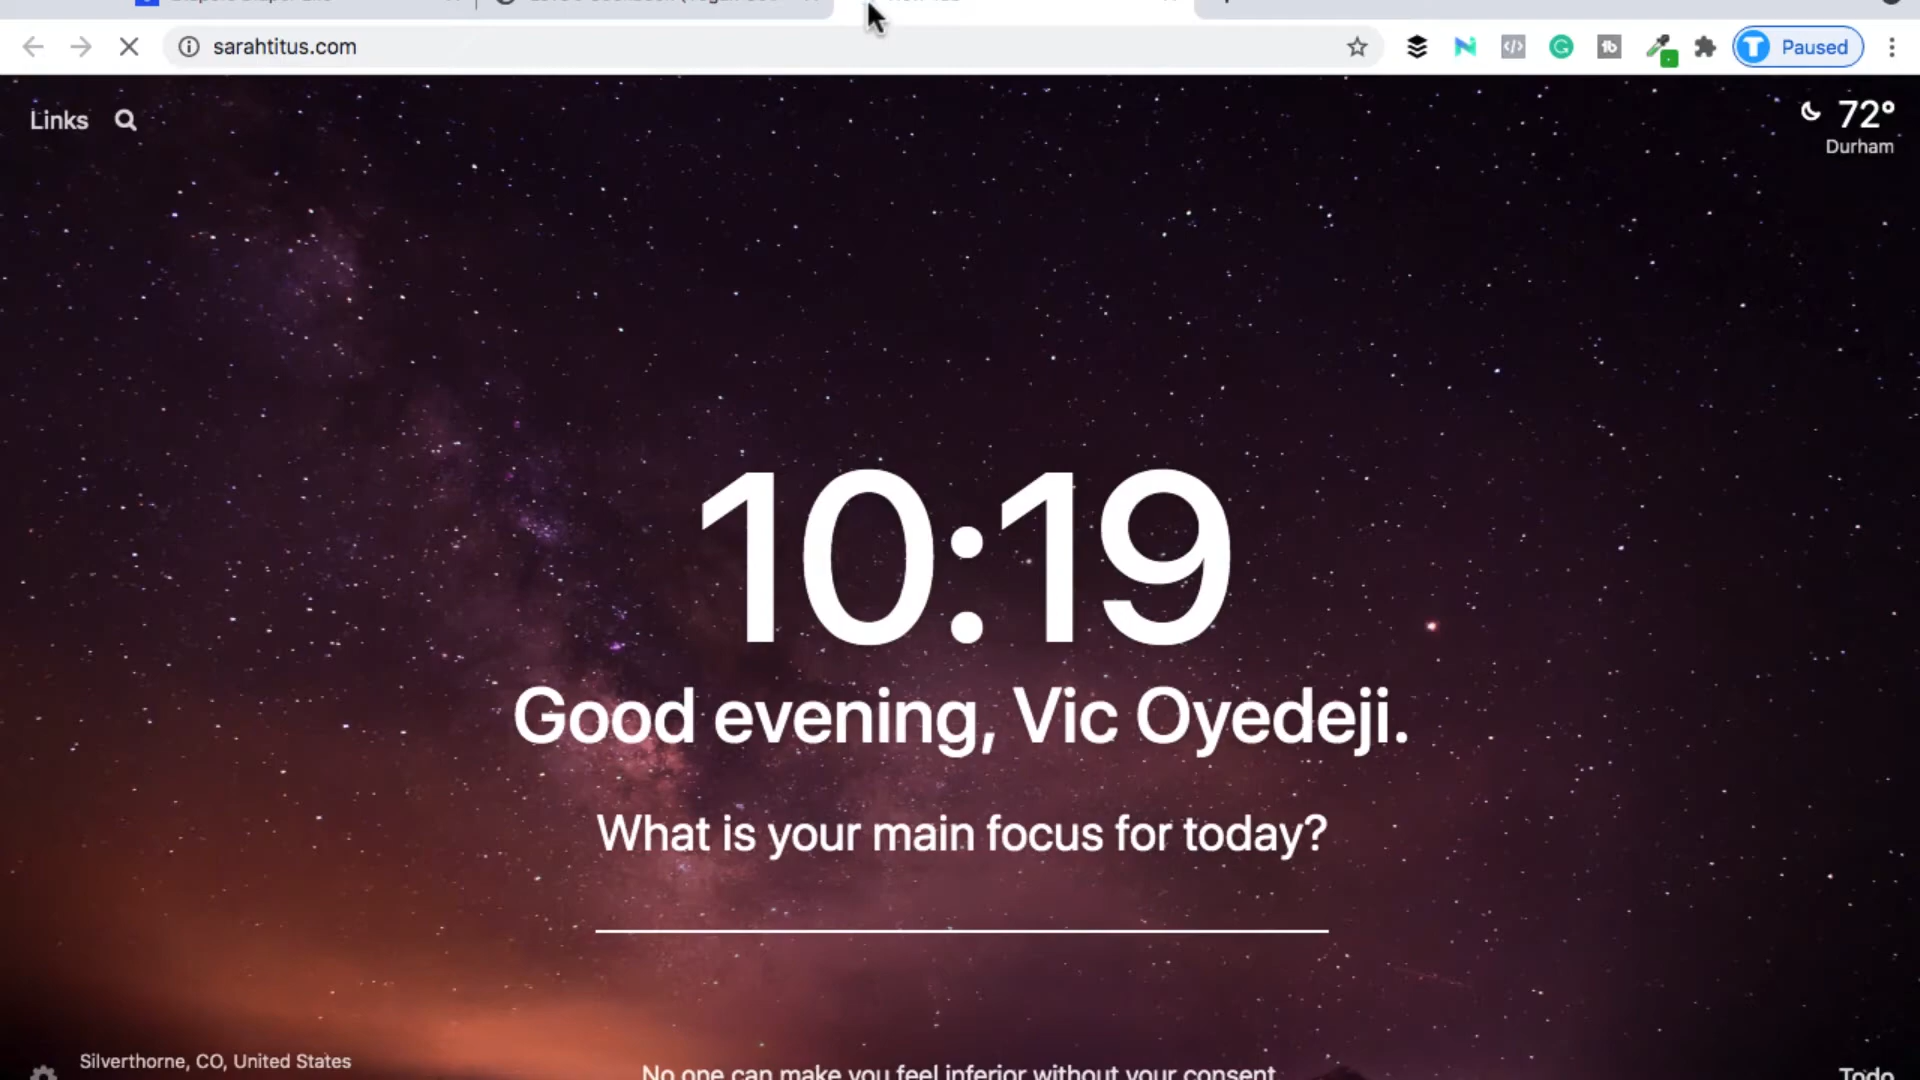 sarahtitus.com
Paused
Links
72°
Durham
10:19
Good evening, Vic Oyedeji.
What is your main focus for today?
Silverthorne, CO, United States
No one can make you feel inferior without your consent.
Todo